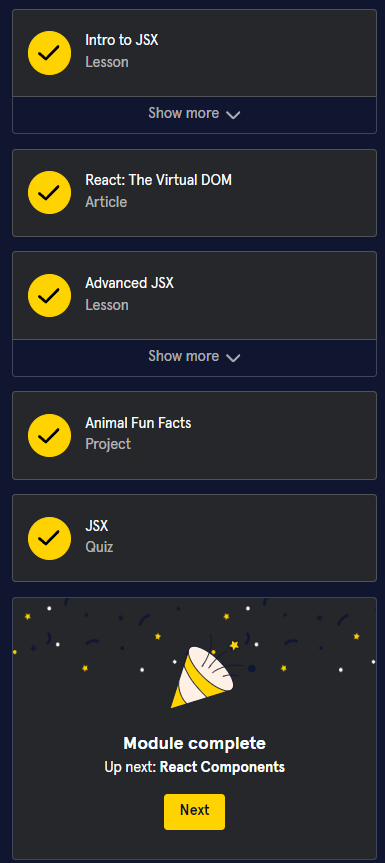 Intro to JSX
Lesson
Show more
React: The Virtual DOM
Article
Advanced JSX
Lesson
Show more
Animal Fun Facts
Project
JSX
Quiz
Module complete
Up next: React Components
Next